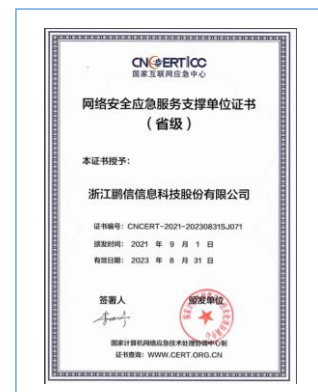 CNCERT|CC
国家互联网应急中心
网络安全应急服务支撑单位证书
（省级）
本证书授予：
浙江鹏信信息科技股份有限公司
证书编号：CNCERT-2021-20230831SJ071
颁发时间：2021 年 9 月 1 日
有效日期：2023 年 8 月 31 日
签署人
颁发单位
国家计算机网络应急技术处理协调中心制
证书查询：WWW.CERT.ORG.CN